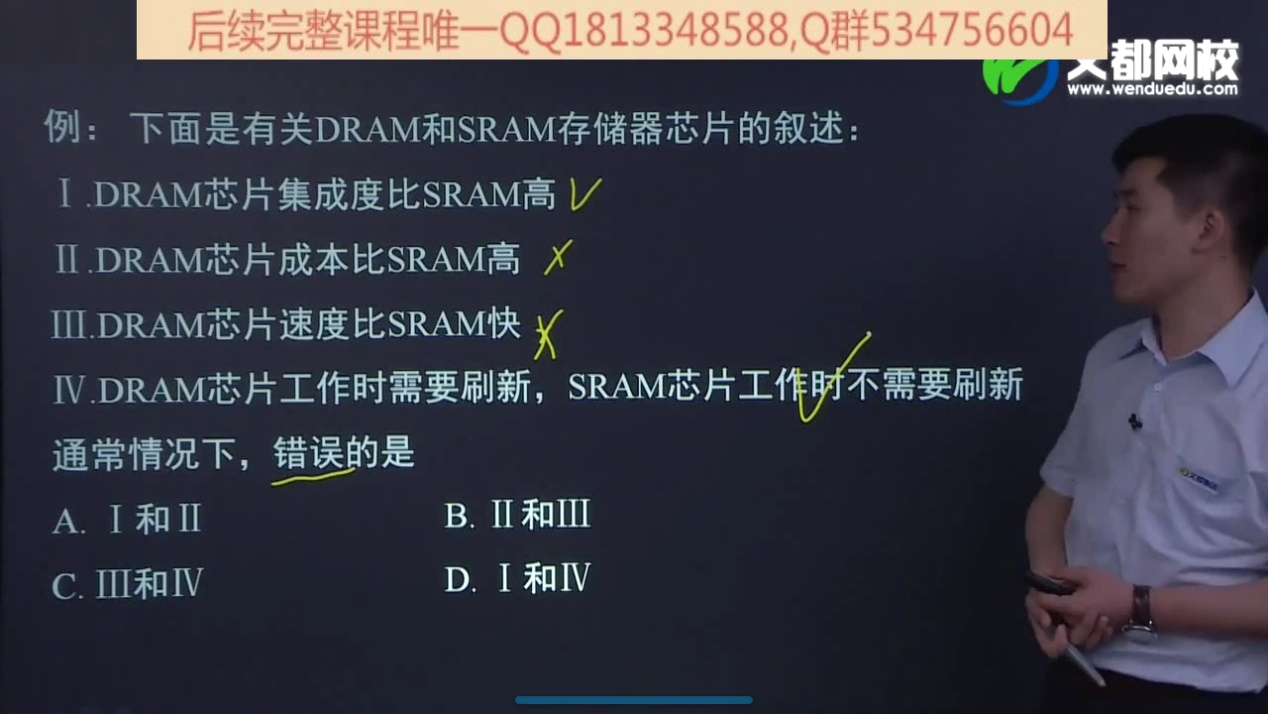 后续完整课程唯一QQ1813348588,Q群534756604
文都网校
www.wenduedu.com
例： 下面是有关DRAM和SRAM存储器芯片的叙述：
Ⅰ.DRAM芯片集成度比SRAM高
Ⅱ.DRAM芯片成本比SRAM高
Ⅲ.DRAM芯片速度比SRAM快
Ⅳ.DRAM芯片工作时需要刷新，SRAM芯片工作时不需要刷新
通常情况下，错误的是
A. Ⅰ和Ⅱ B. Ⅱ和Ⅲ
C. Ⅲ和Ⅳ D. Ⅰ和Ⅳ